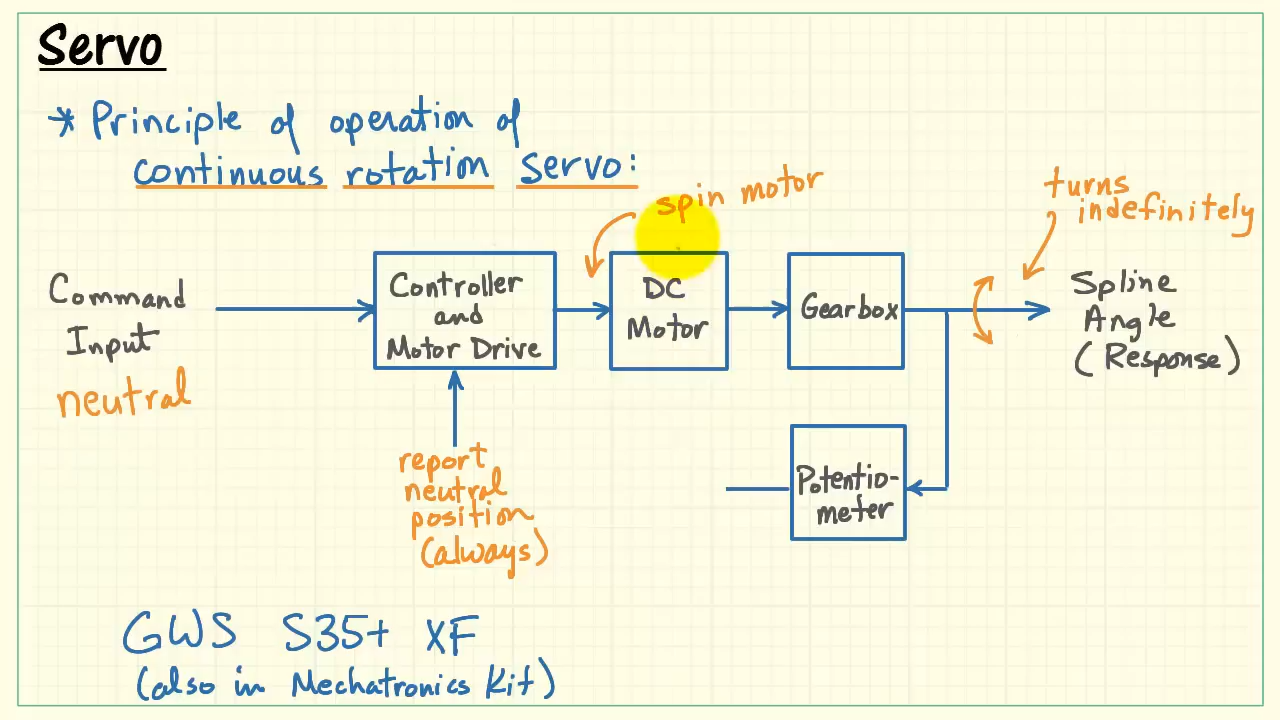 Servo
* Principle of operation of
continuous rotation servo:
spin motor
turns
indefinitely
Command
Input
neutral
Controller
and
Motor Drive
DC
Motor
Gearbox
Spline
Angle
(Response)
report
neutral
position
(always)
Potentio-
meter
GWS S35+ XF
(also in Mechatronics Kit)